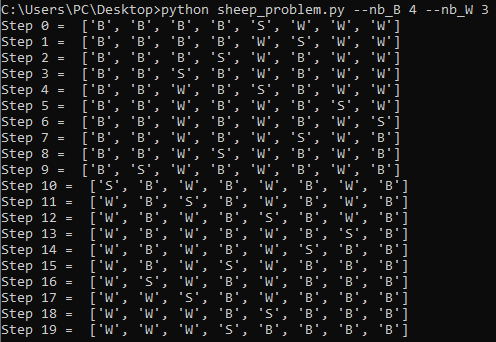 C:\Users\PC\Desktop>python sheep_problem.py --nb_B 4 --nb_W 3
Step 0 =  ['B', 'B', 'B', 'B', 'S', 'W', 'W', 'W']
Step 1 =  ['B', 'B', 'B', 'B', 'W', 'S', 'W', 'W']
Step 2 =  ['B', 'B', 'B', 'S', 'W', 'B', 'W', 'W']
Step 3 =  ['B', 'B', 'S', 'B', 'W', 'B', 'W', 'W']
Step 4 =  ['B', 'B', 'W', 'B', 'S', 'B', 'W', 'W']
Step 5 =  ['B', 'B', 'W', 'B', 'W', 'B', 'S', 'W']
Step 6 =  ['B', 'B', 'W', 'B', 'W', 'B', 'W', 'S']
Step 7 =  ['B', 'B', 'W', 'B', 'W', 'S', 'W', 'B']
Step 8 =  ['B', 'B', 'W', 'S', 'W', 'B', 'W', 'B']
Step 9 =  ['B', 'S', 'W', 'B', 'W', 'B', 'W', 'B']
Step 10 =  ['S', 'B', 'W', 'B', 'W', 'B', 'W', 'B']
Step 11 =  ['W', 'B', 'S', 'B', 'W', 'B', 'W', 'B']
Step 12 =  ['W', 'B', 'W', 'B', 'S', 'B', 'W', 'B']
Step 13 =  ['W', 'B', 'W', 'B', 'W', 'B', 'S', 'B']
Step 14 =  ['W', 'B', 'W', 'B', 'W', 'S', 'B', 'B']
Step 15 =  ['W', 'B', 'W', 'S', 'W', 'B', 'B', 'B']
Step 16 =  ['W', 'S', 'W', 'B', 'W', 'B', 'B', 'B']
Step 17 =  ['W', 'W', 'S', 'B', 'W', 'B', 'B', 'B']
Step 18 =  ['W', 'W', 'W', 'B', 'S', 'B', 'B', 'B']
Step 19 =  ['W', 'W', 'W', 'S', 'B', 'B', 'B', 'B']